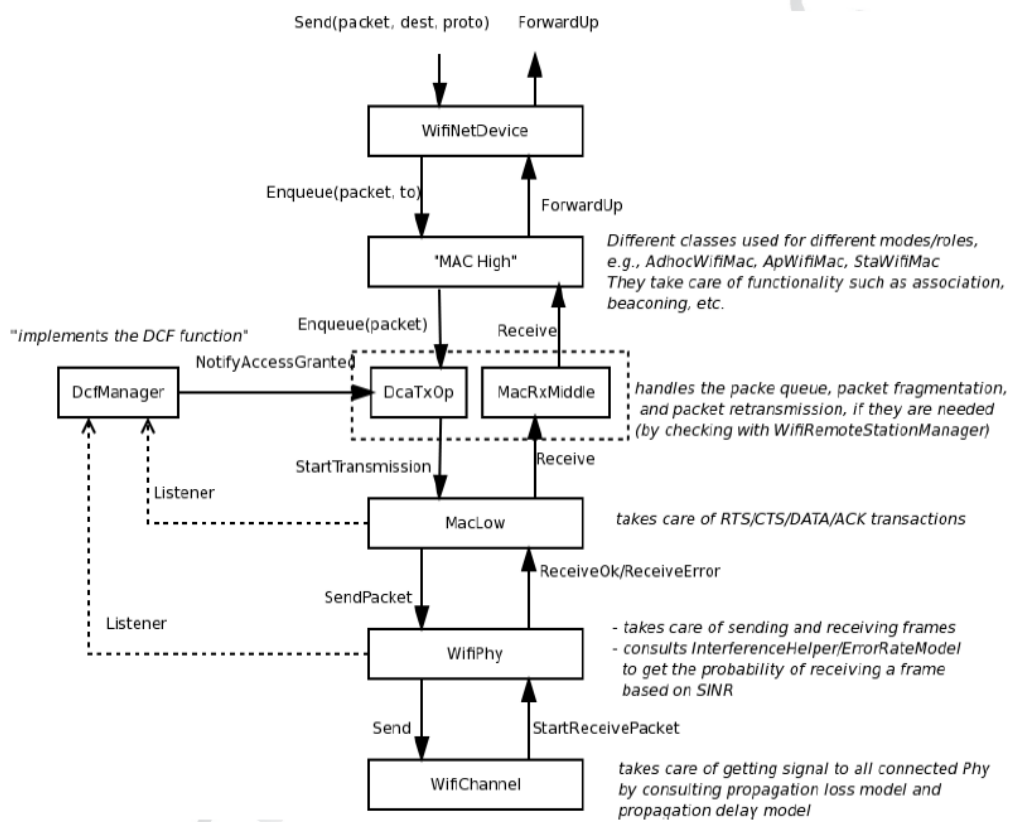 Send(packet, dest, proto)
ForwardUp
WifiNetDevice
Enqueue(packet, to)
ForwardUp
"MAC High"
Different classes used for different modes/roles,
e.g., AdhocWifiMac, ApWifiMac, StaWifiMac
They take care of functionality such as association,
beaconing, etc.
Enqueue(packet)
Receive
"implements the DCF function"
NotifyAccessGranted
DcfManager
DcaTxOp
MacRxMiddle
handles the packe queue, packet fragmentation,
and packet retransmission, if they are needed
(by checking with WifiRemoteStationManager)
StartTransmission
Receive
Listener
MacLow
takes care of RTS/CTS/DATA/ACK transactions
ReceiveOk/ReceiveError
SendPacket
Listener
WifiPhy
- takes care of sending and receiving frames
- consults InterferenceHelper/ErrorRateModel
to get the probability of receiving a frame
based on SINR
Send
StartReceivePacket
WifiChannel
takes care of getting signal to all connected Phy
by consulting propagation loss model and
propagation delay model